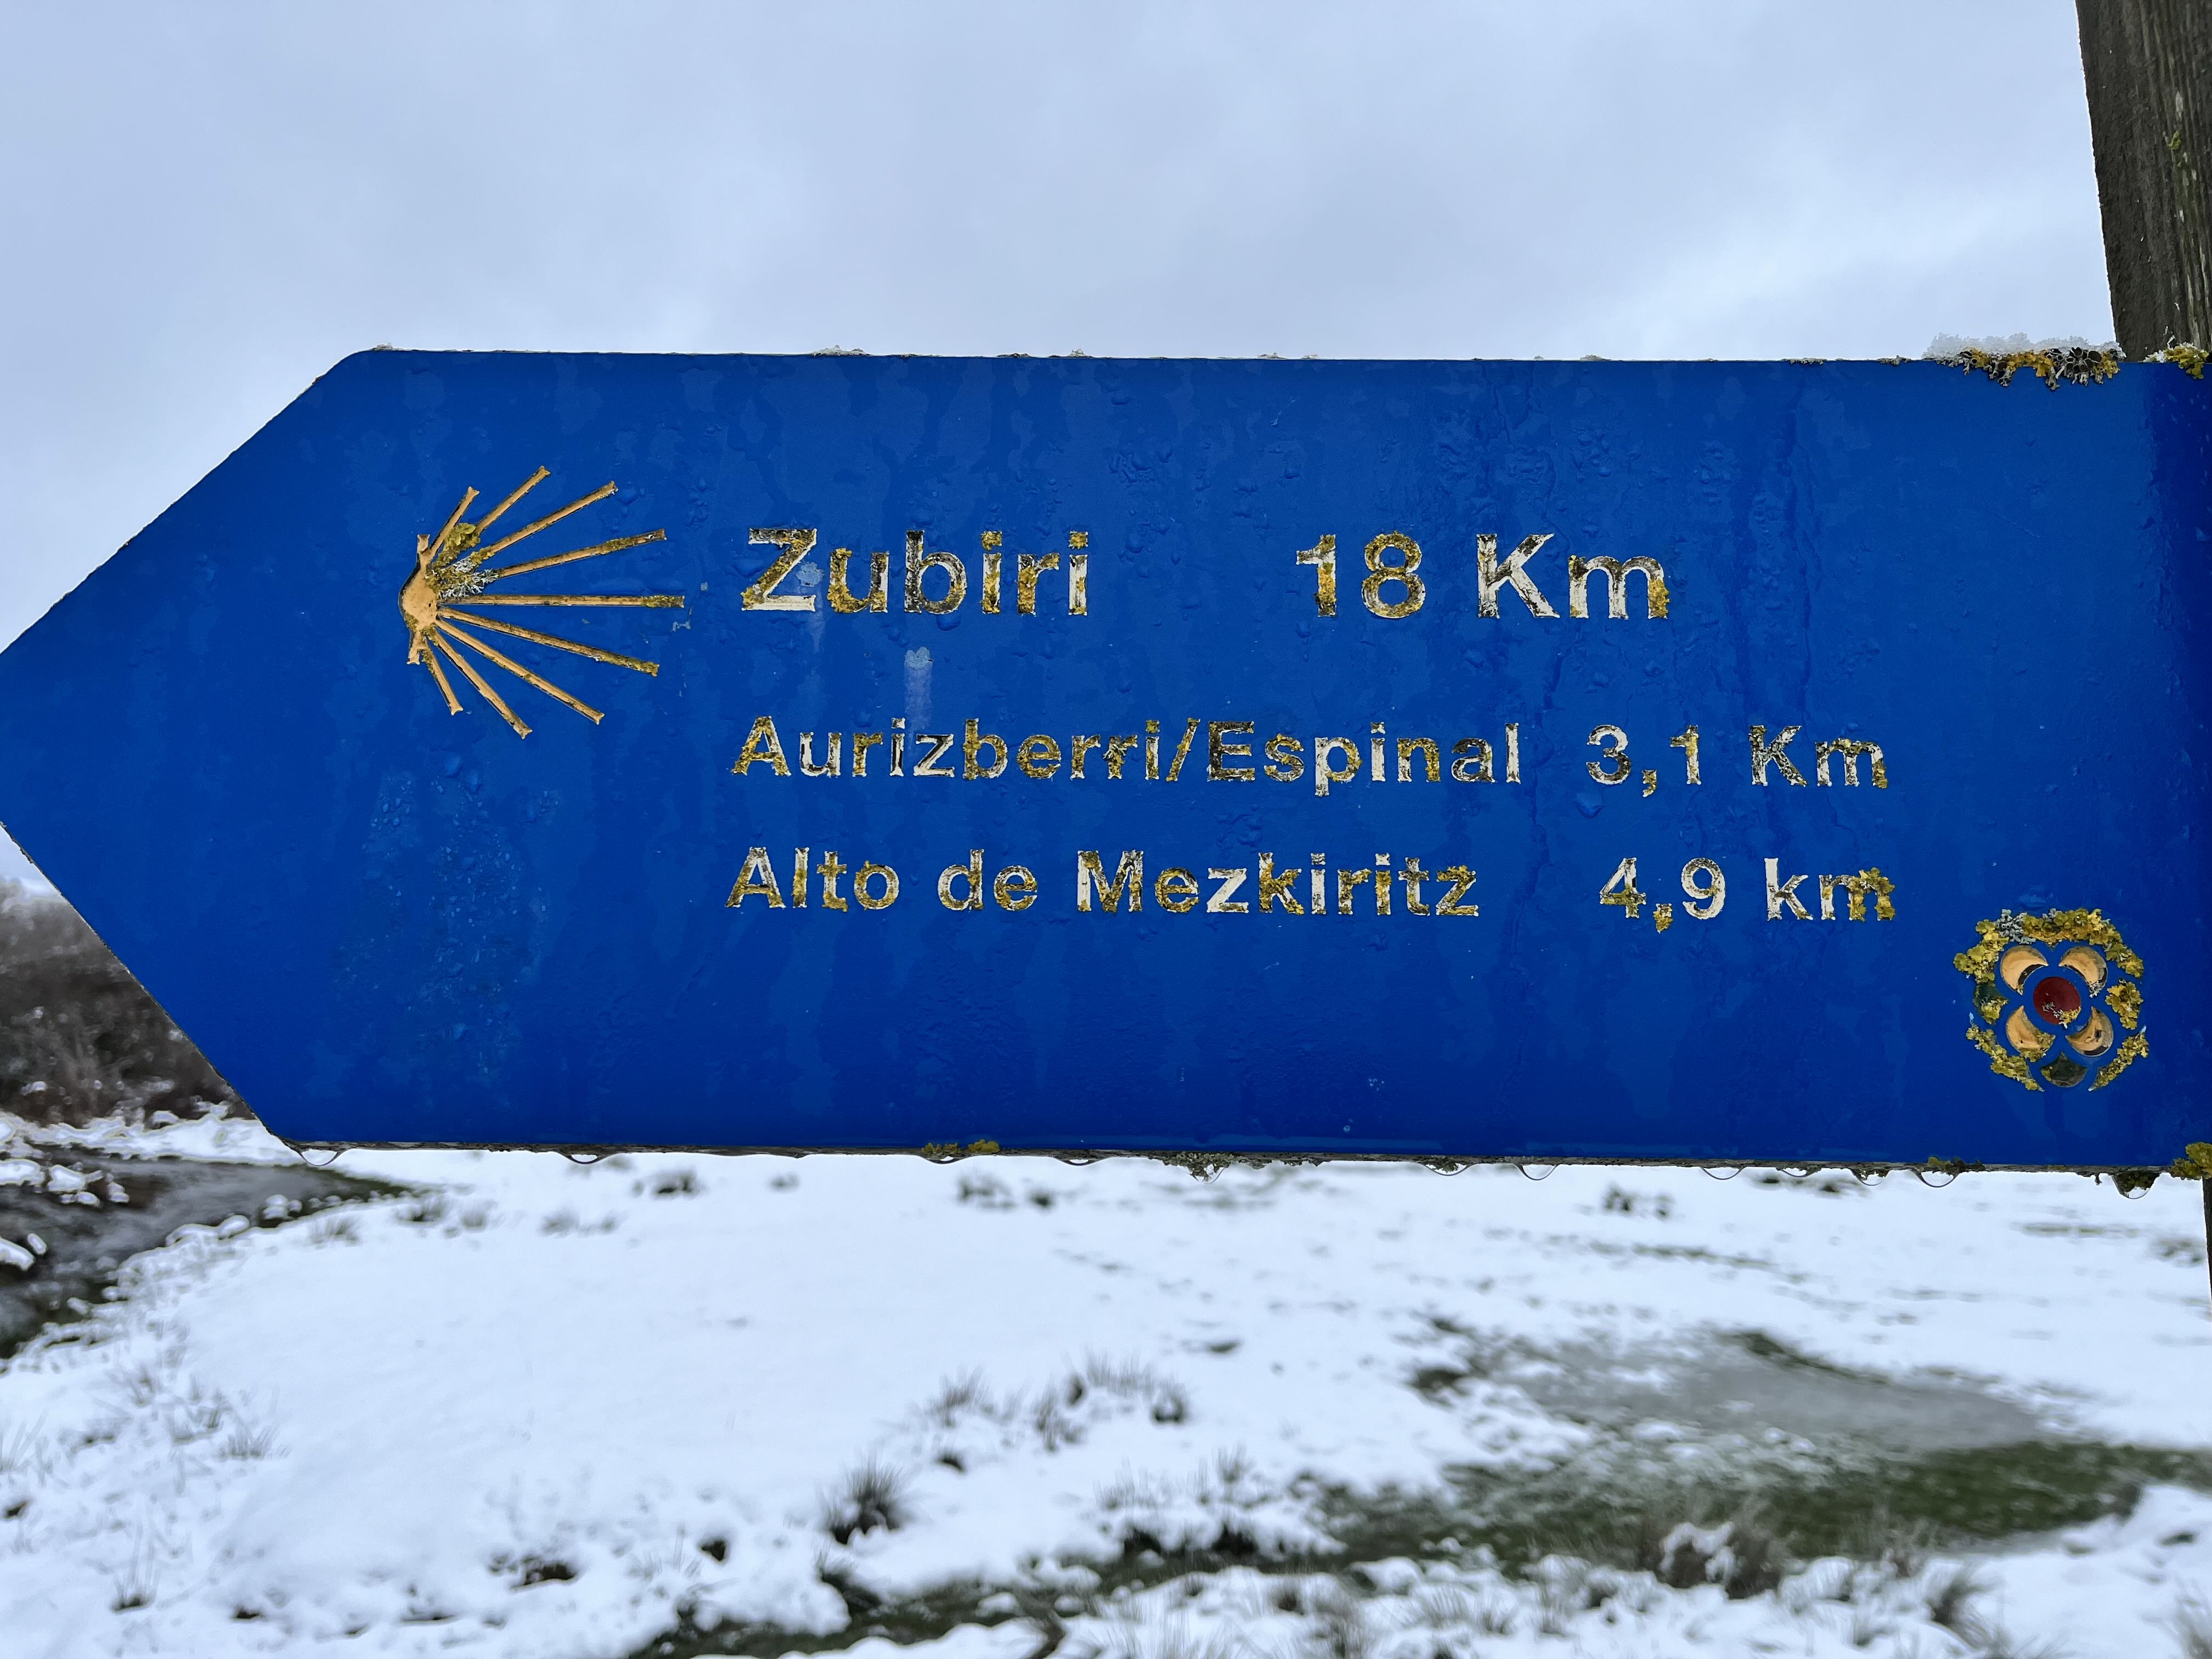 Zubiri 18 Km
Aurizberri/Espinal 3,1 Km
Alto de Mezkiritz 4,9 km